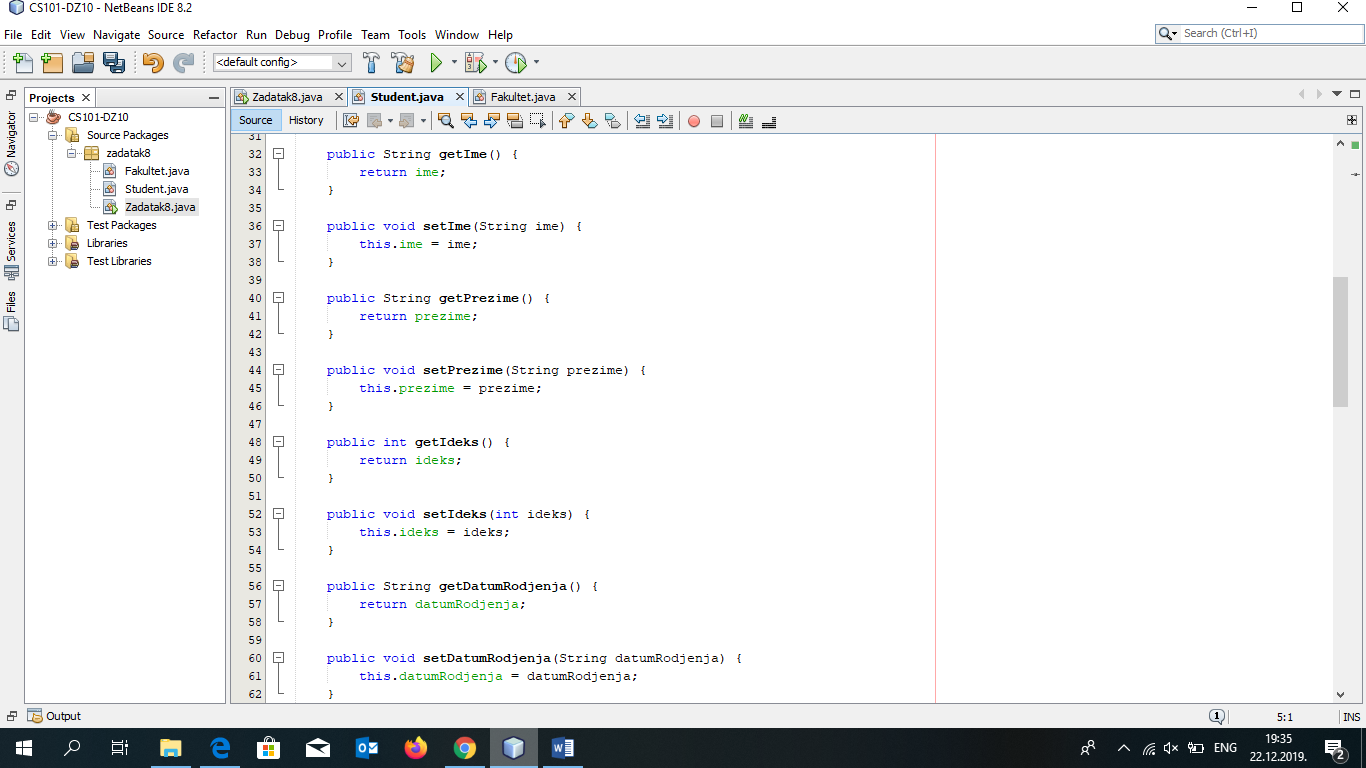 CS101-DZ10 - NetBeans IDE 8.2
File Edit View Navigate Source Refactor Run Debug Profile Team Tools Window Help
Search (Ctrl+I)
<default config>
Projects
Zadatak8.java Student.java Fakultet.java
Source History
Navigator
Services
Files
CS101-DZ10
Source Packages
zadatak8
Fakultet.java
Student.java
Zadatak8.java
Test Packages
Libraries
Test Libraries
31
32 public String getIme() {
33 return ime;
34 }
35
36 public void setIme(String ime) {
37 this.ime = ime;
38 }
39
40 public String getPrezime() {
41 return prezime;
42 }
43
44 public void setPrezime(String prezime) {
45 this.prezime = prezime;
46 }
47
48 public int getIdeks() {
49 return ideks;
50 }
51
52 public void setIdeks(int ideks) {
53 this.ideks = ideks;
54 }
55
56 public String getDatumRodjenja() {
57 return datumRodjenja;
58 }
59
60 public void setDatumRodjenja(String datumRodjenja) {
61 this.datumRodjenja = datumRodjenja;
62 }
Output
1 5:1 INS
ENG 19:35
22.12.2019.
2